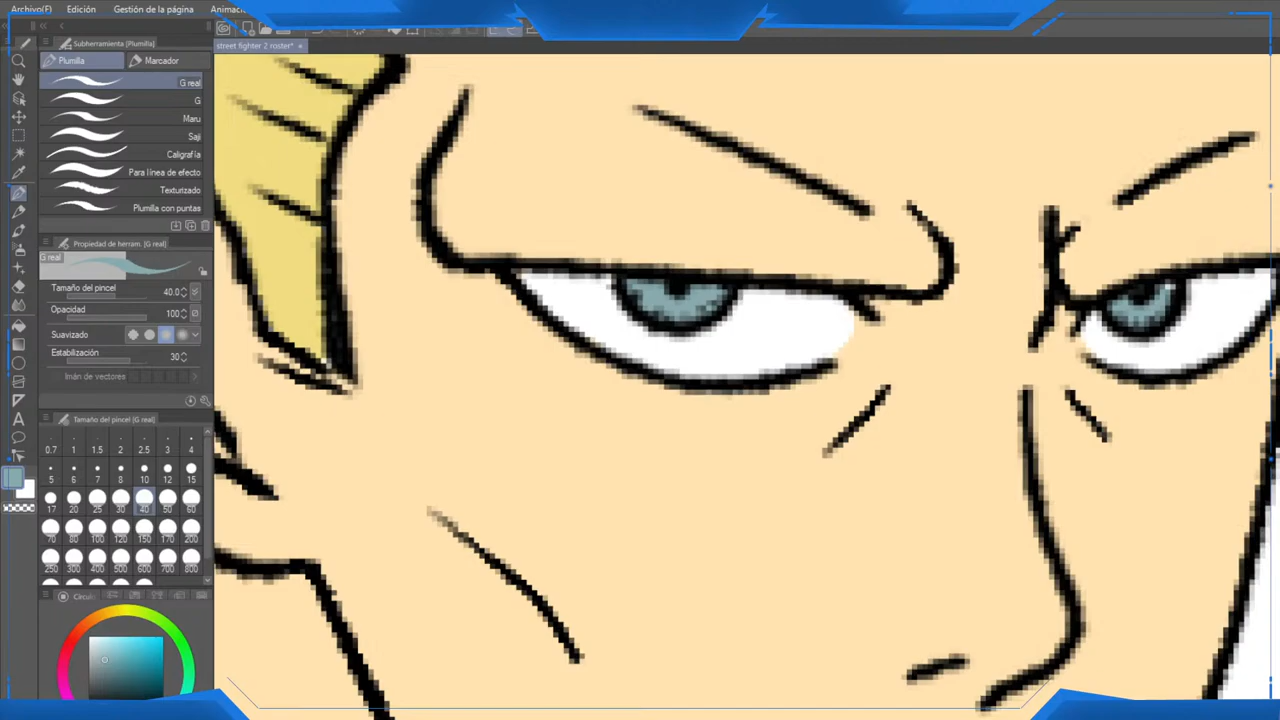 Archivo(F) Edición Gestión de la página Animació
Subherramienta (Plumilla)
street fighter 2 roster*
Plumilla Marcador
G real
G
Maru
Saji
Caligrafía
Para línea de efecto
Texturizado
Plumilla con puntas
Propiedad de herram. (G real)
G real
Tamaño del pincel 40.0
Opacidad 100
Suavizado
Estabilización 30
Imán de vectores
Tamaño del pincel (G real)
0.7 1 1.5 2 2.5 3 4
5 6 7 8 10 12 15
17 20 25 30 40 50 60
70 80 100 120 150 170 200
250 300 400 500 600 700 800
Círculo